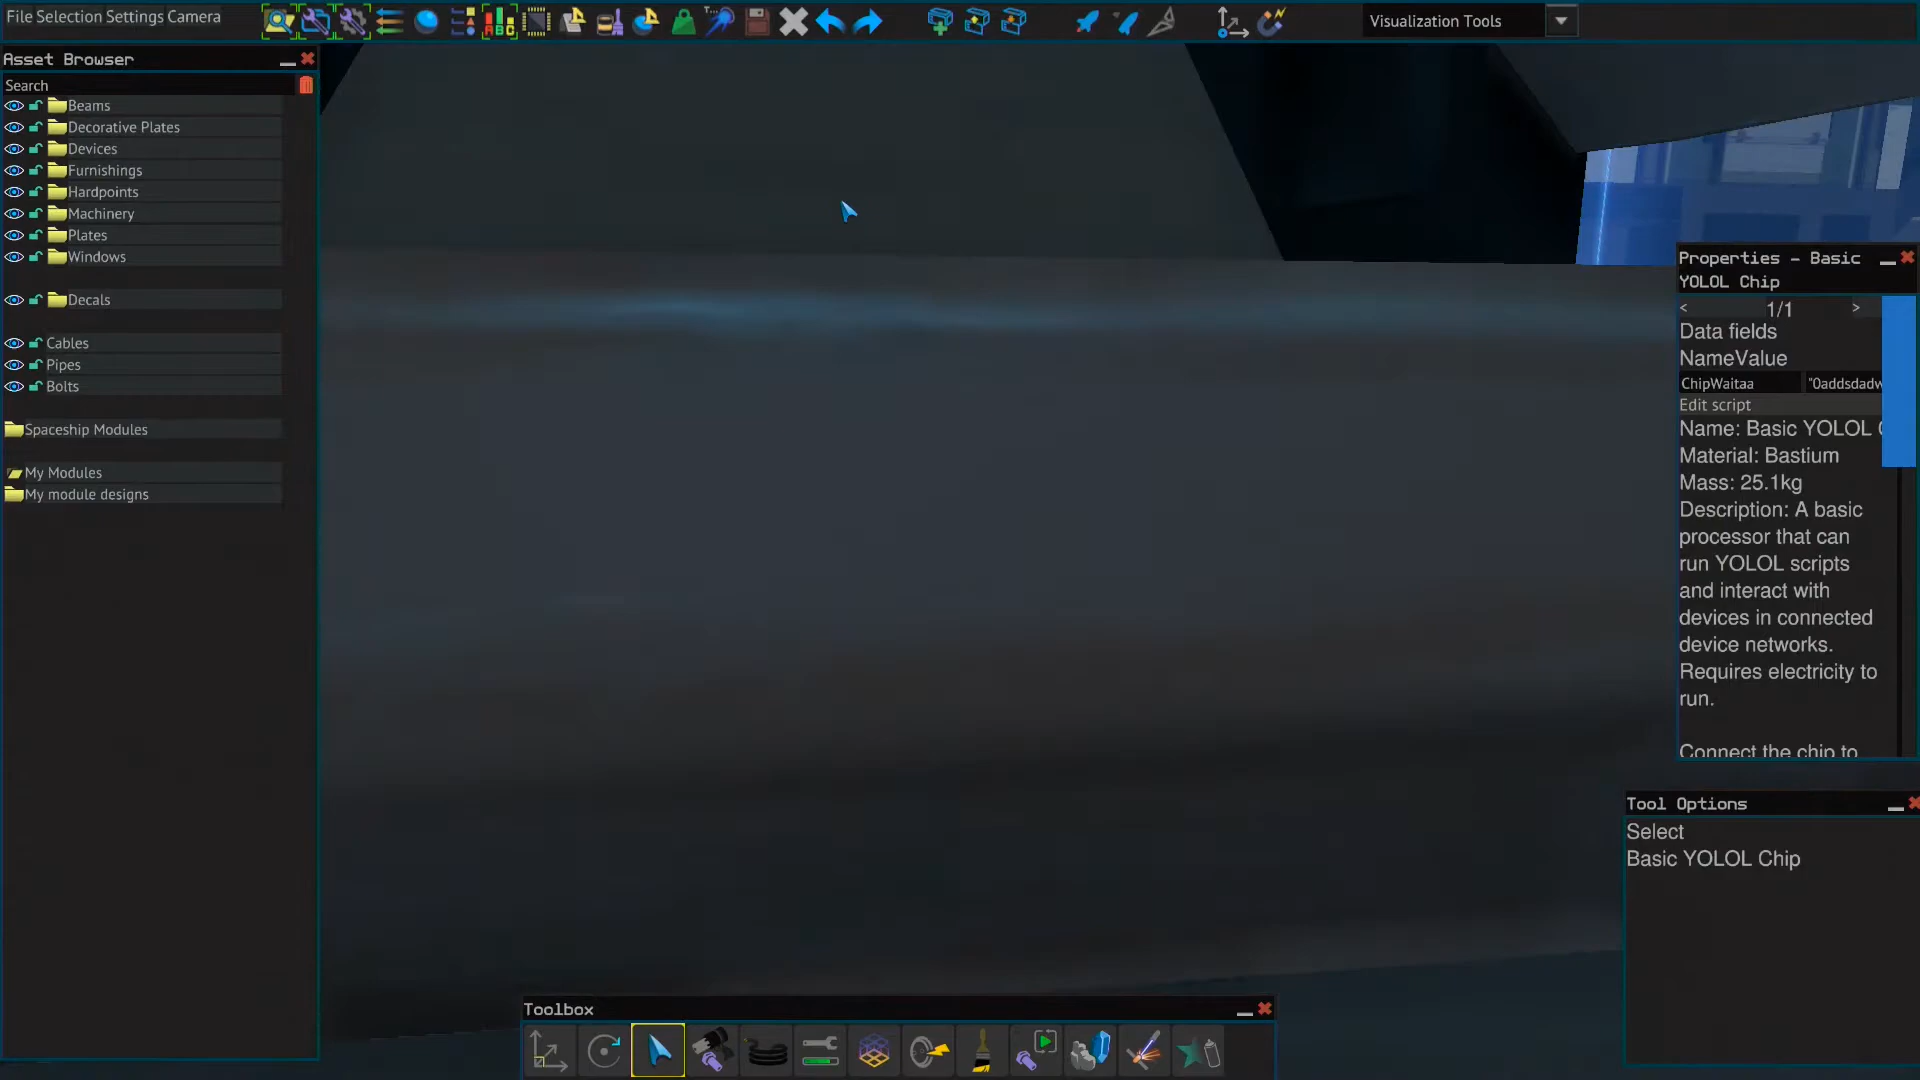 File Selection Settings Camera
Visualization Tools
Asset Browser
Search
Beams
Decorative Plates
Devices
Furnishings
Hardpoints
Machinery
Plates
Windows
Decals
Cables
Pipes
Bolts
Spaceship Modules
My Modules
My module designs
Properties - Basic
YOLOL Chip
< 1/1 >
Data fields
NameValue
ChipWaitaa "0addsdadw
Edit script
Name: Basic YOLOL
Material: Bastium
Mass: 25.1kg
Description: A basic
processor that can
run YOLOL scripts
and interact with
devices in connected
device networks.
Requires electricity to
run.
Connect the chip to
Tool Options
Select
Basic YOLOL Chip
Toolbox